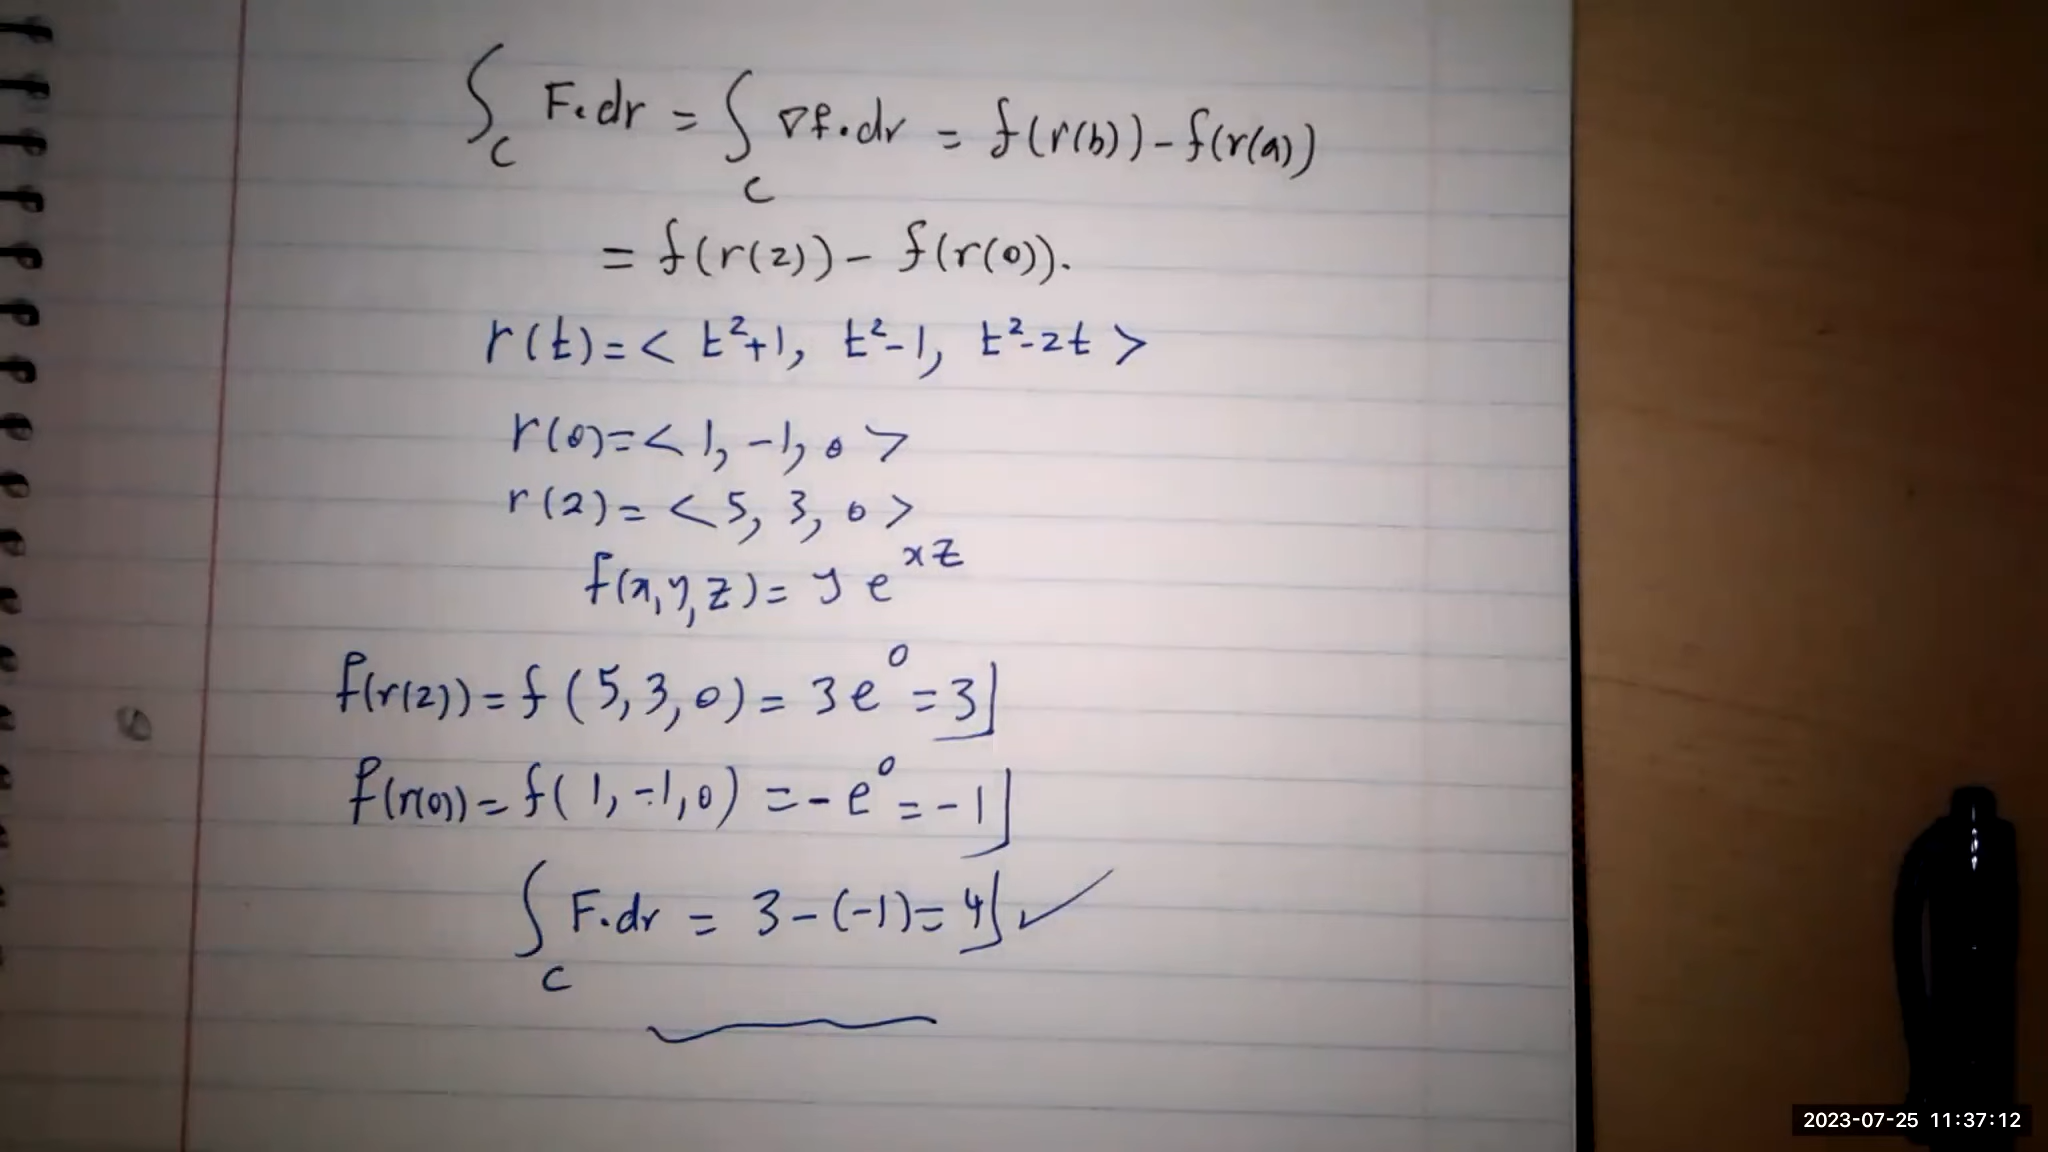 ∫_C F.dr = ∫_C ∇f.dr = f(r(b)) - f(r(a))
= f(r(2)) - f(r(0)).
r(t) = < t²+1, t²-1, t²-2t >
r(0) = < 1, -1, 0 >
r(2) = < 5, 3, 0 >
f(x,y,z) = y e^{xz}
f(r(2)) = f(5,3,0) = 3e⁰ = 3
f(r(0)) = f(1,-1,0) = -e⁰ = -1
∫_C F.dr = 3 - (-1) = 4 ✓
2023-07-25 11:37:12